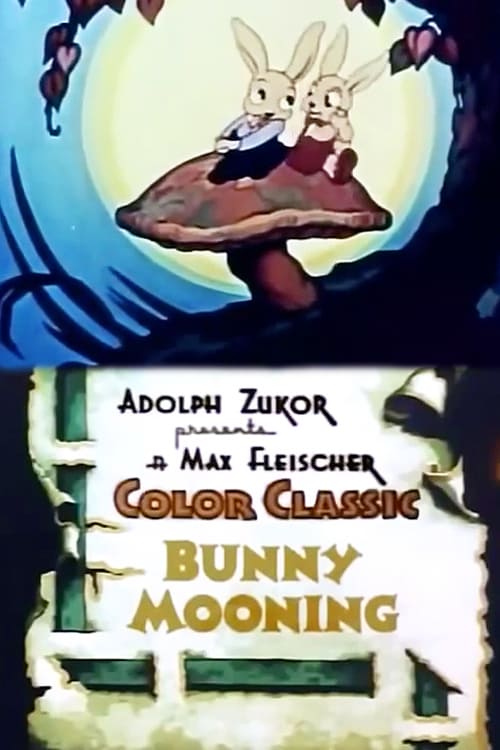 ADOLPH ZUKOR
presents
A MAX FLEISCHER
COLOR CLASSIC
BUNNY
MOONING